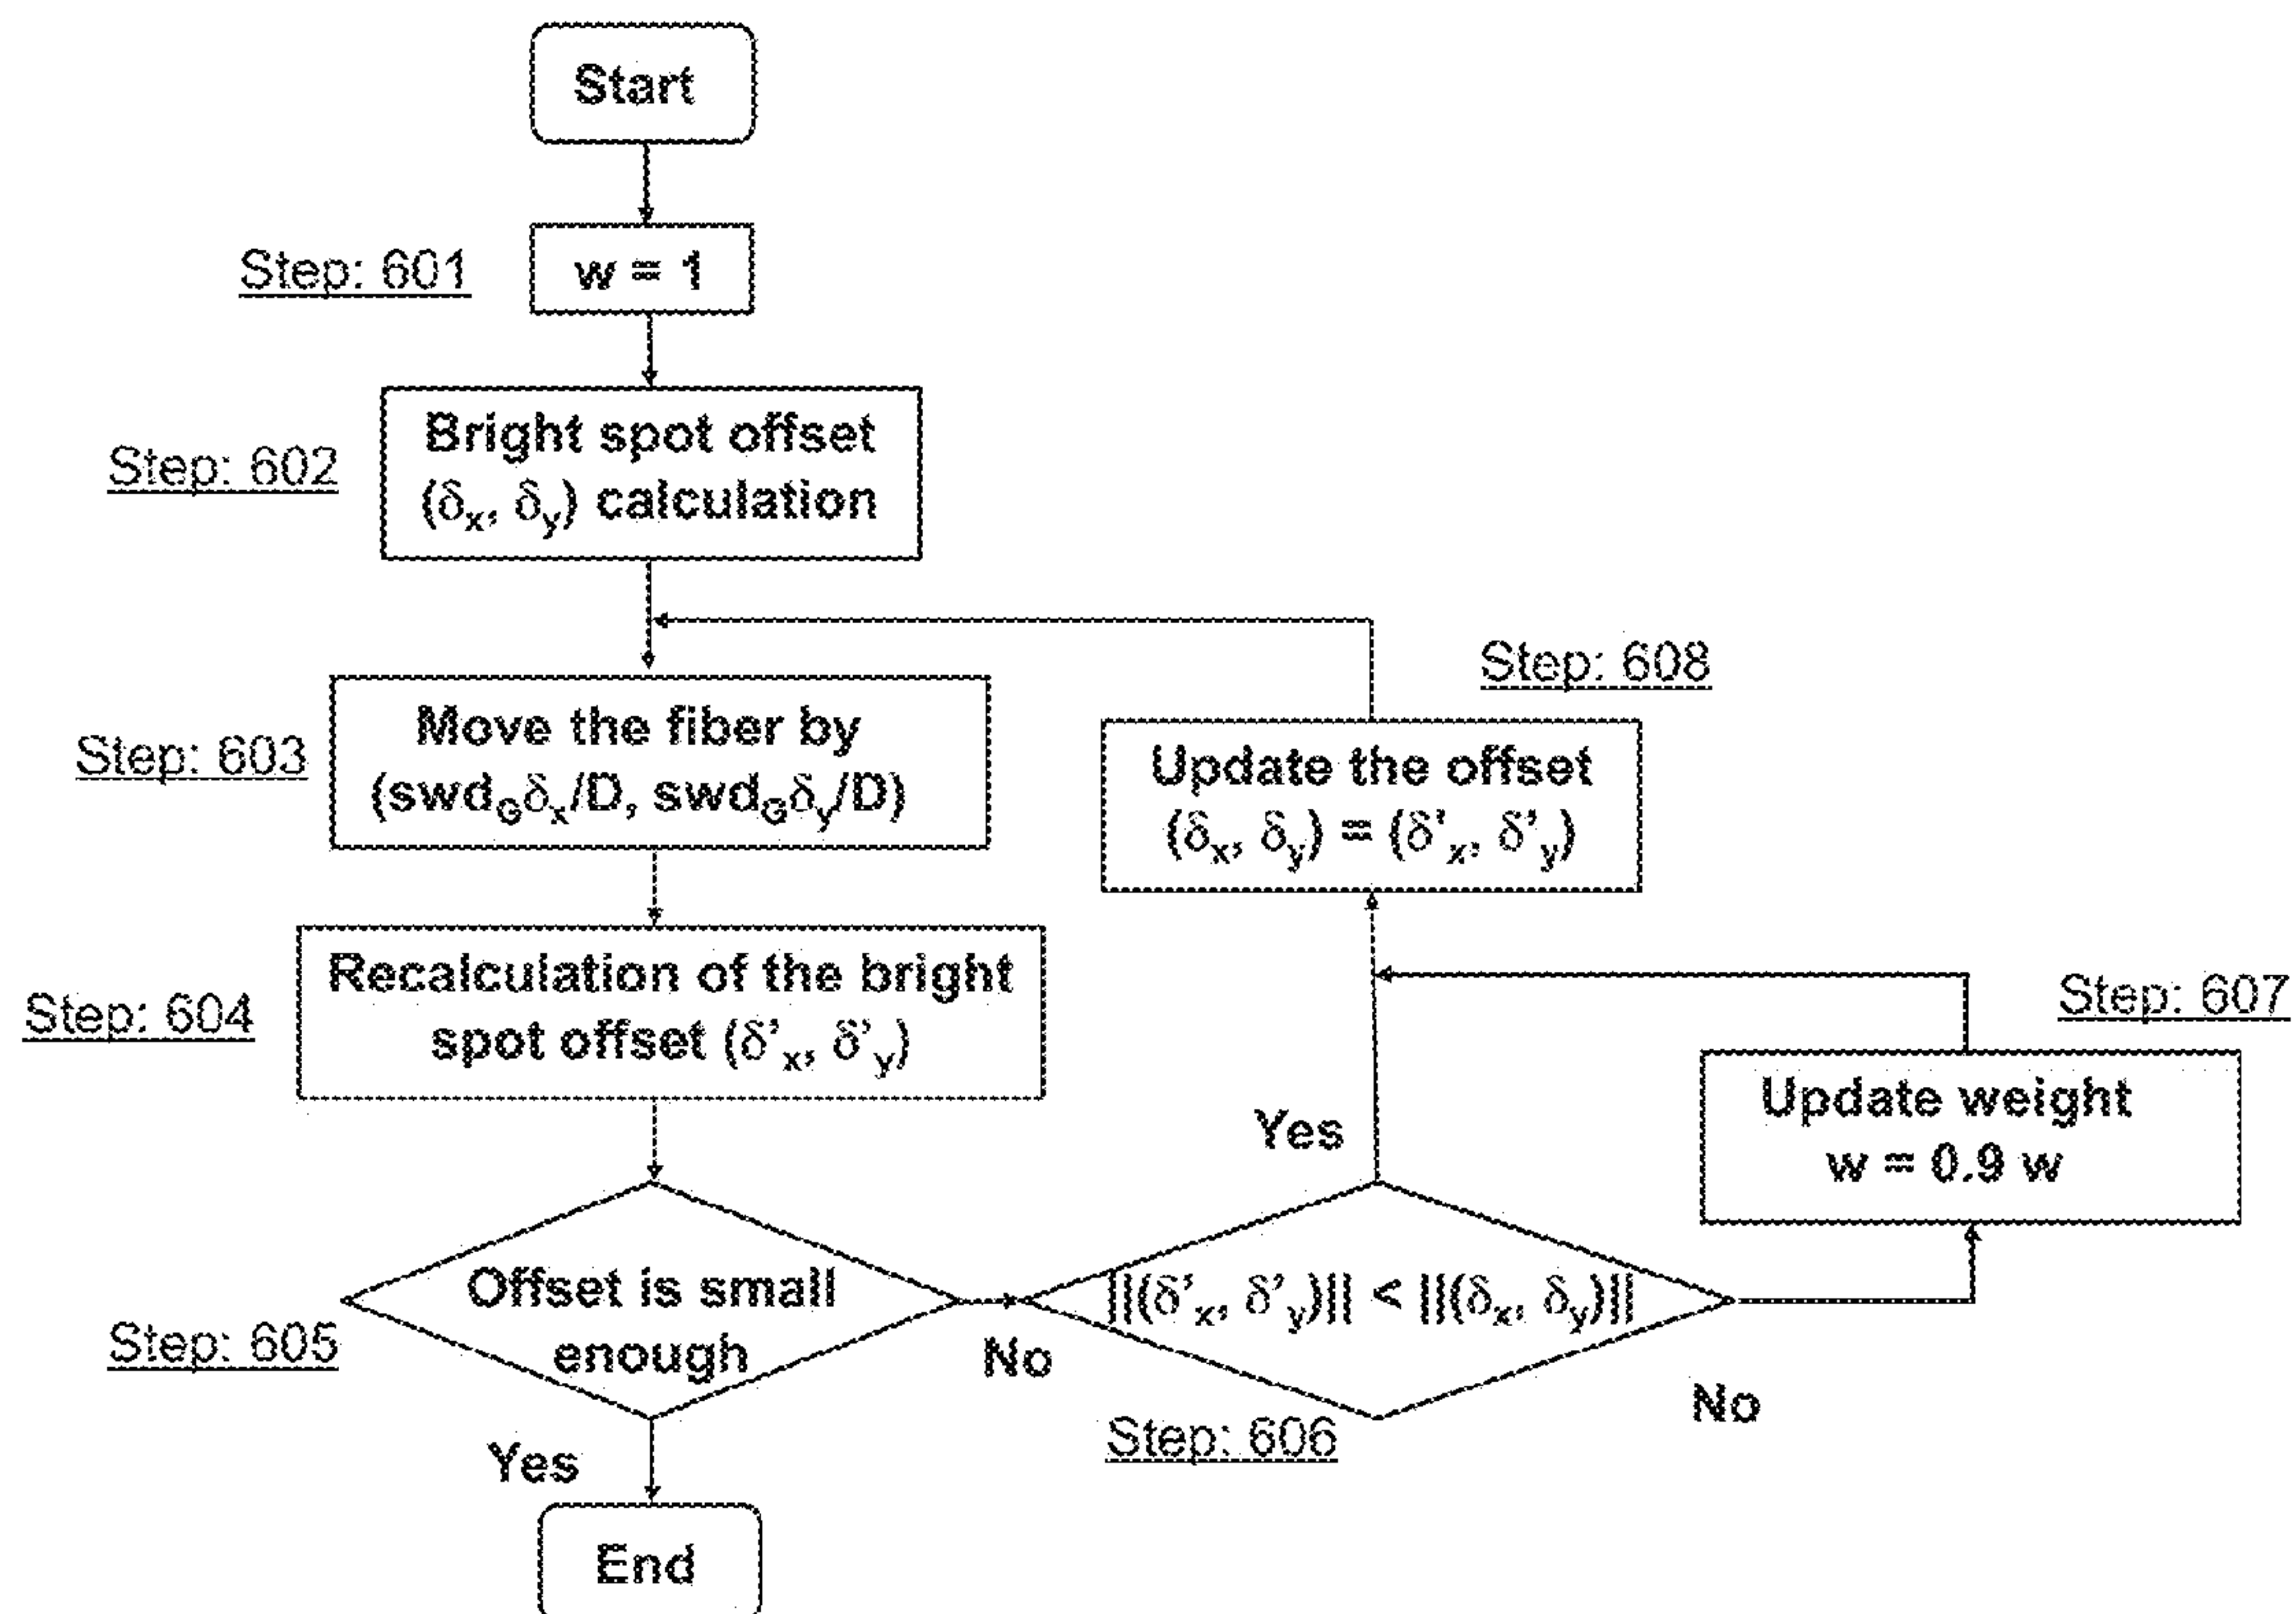 Start
Step: 601
w = 1
Step: 602
Bright spot offset
(δx, δy) calculation
Step: 603
Move the fiber by
(swdGδx/D, swdGδy/D)
Step: 604
Recalculation of the bright
spot offset (δ'x, δ'y)
Step: 605
Offset is small
enough
Yes
No
End
Step: 606
||(δ'x, δ'y)|| < ||(δx, δy)||
Yes
No
Step: 607
Update weight
w = 0.9 w
Step: 608
Update the offset
(δx, δy) = (δ'x, δ'y)